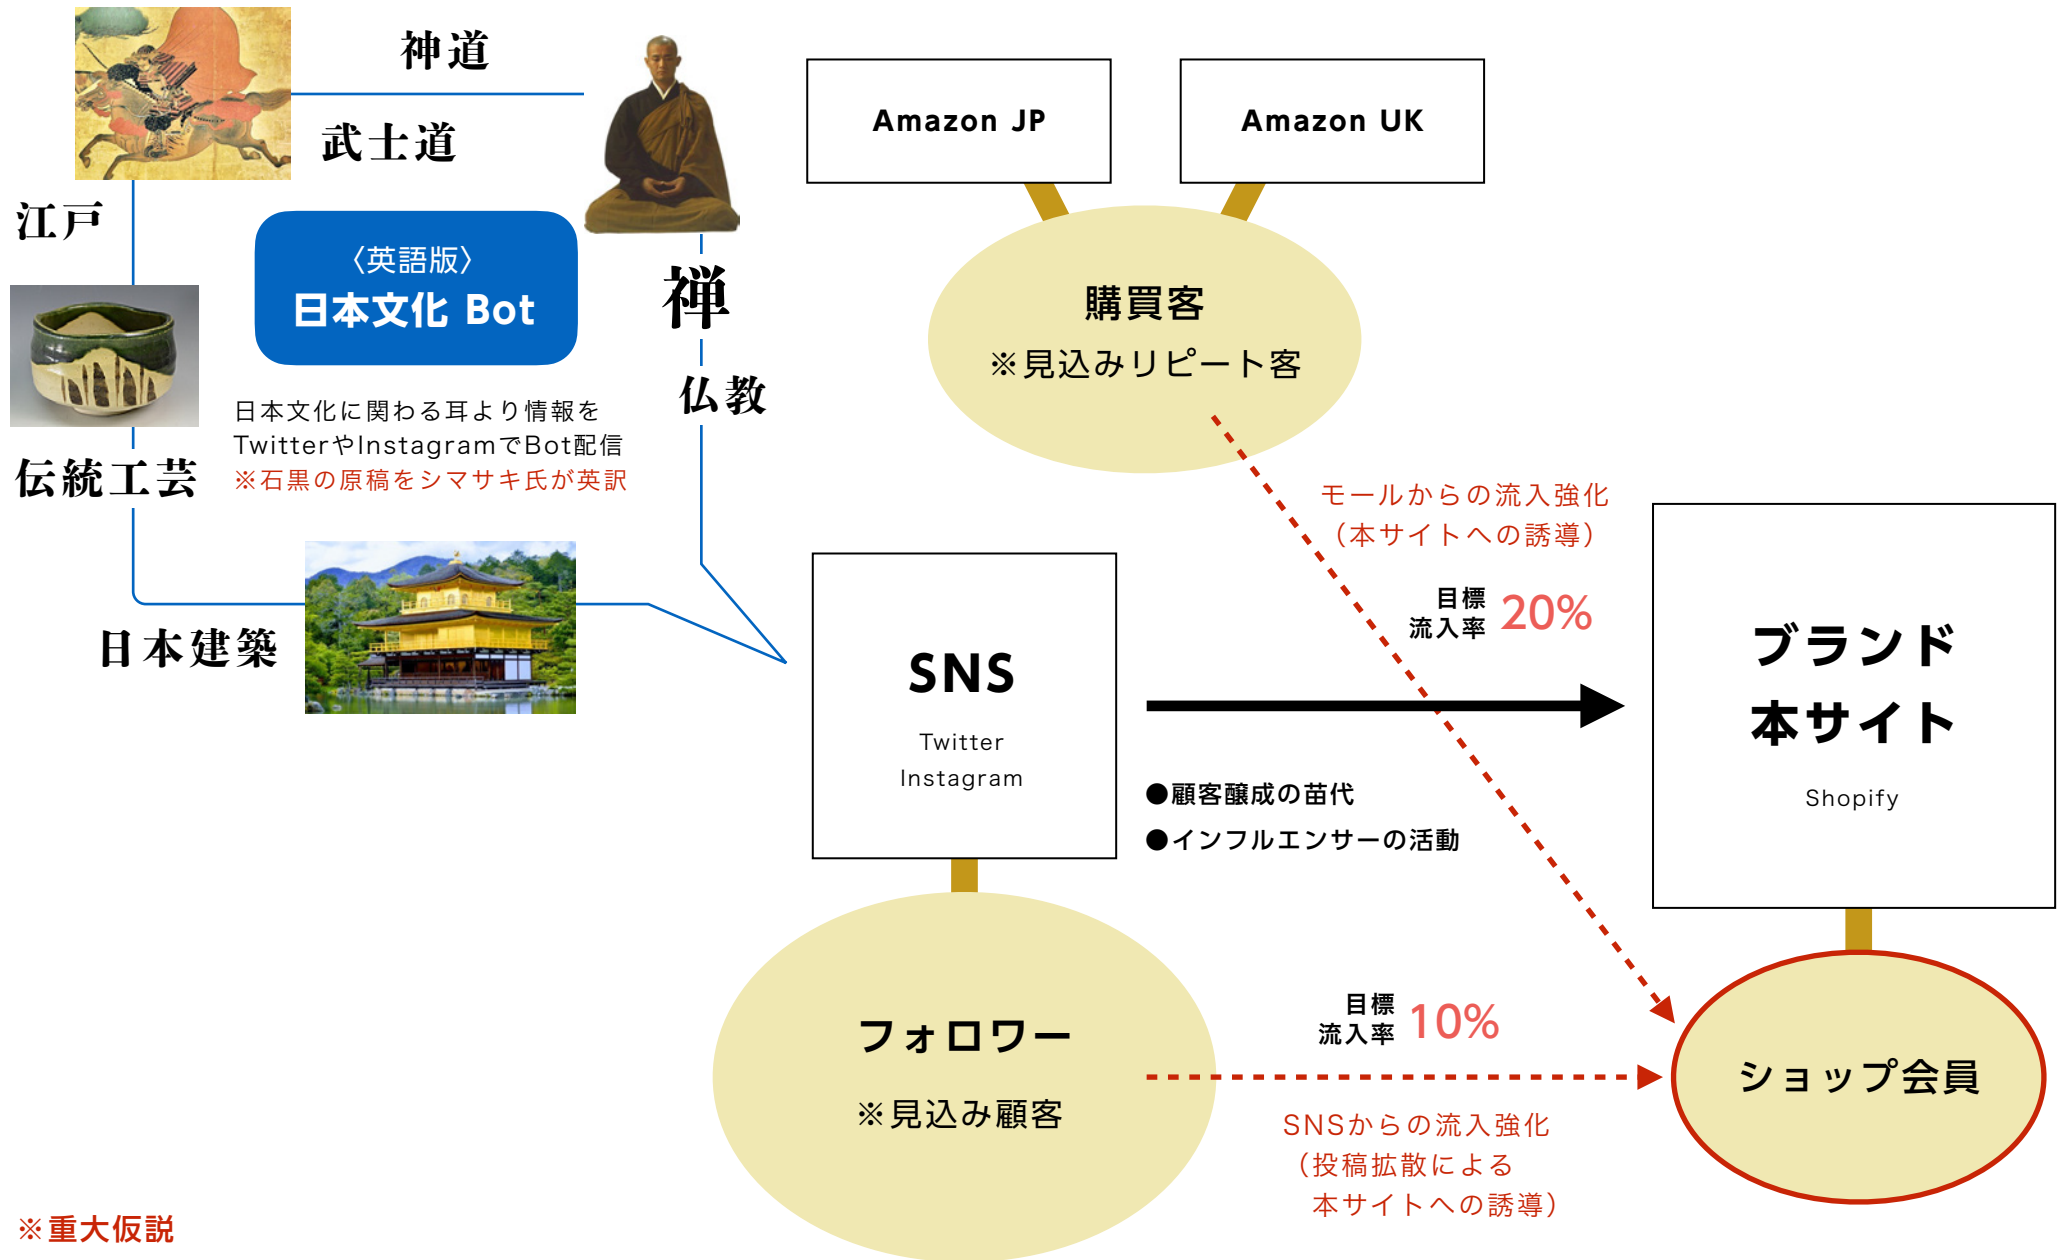 神道
武士道
江戸
〈英語版〉
日本文化 Bot
禅
仏教
日本文化に関わる耳より情報を
TwitterやInstagramでBot配信
※石黒の原稿をシマサキ氏が英訳
伝統工芸
日本建築
Amazon JP
Amazon UK
購買客
※見込みリピート客
モールからの流入強化
（本サイトへの誘導）
目標
流入率 20%
SNS
Twitter
Instagram
●顧客醸成の苗代
●インフルエンサーの活動
ブランド
本サイト
Shopify
フォロワー
※見込み顧客
目標
流入率 10%
SNSからの流入強化
（投稿拡散による
本サイトへの誘導）
ショップ会員
※重大仮説